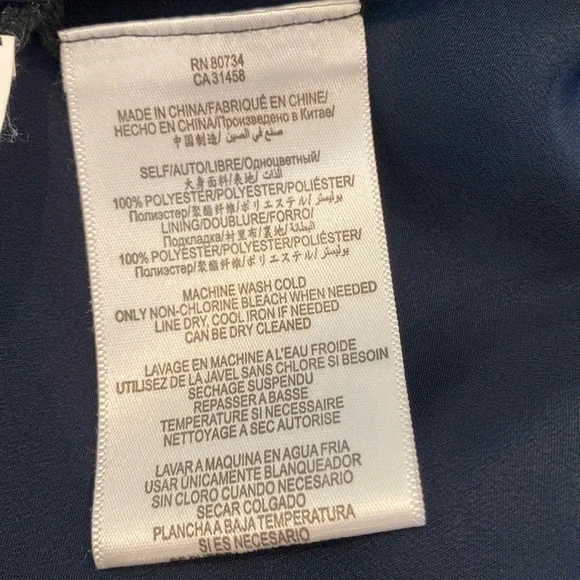 RN 80734
CA 31458
MADE IN CHINA/FABRIQUÉ EN CHINE/
HECHO EN CHINA/Произведено в Китае/
中国制造/ صنع في الصين
SELF/AUTO/LIBRE/Одноцветный/
大身面料/表地/ الذات
100% POLYESTER/POLYESTER/POLIÉSTER/
Полиэстер/聚酯纤维/ポリエステル/ بوليستر
LINING/DOUBLURE/FORRO/
Подкладка/衬里布/裏地/ البطانة
100% POLYESTER/POLYESTER/POLIÉSTER/
Полиэстер/聚酯纤维/ポリエステル/ بوليستر
MACHINE WASH COLD
ONLY NON-CHLORINE BLEACH WHEN NEEDED
LINE DRY, COOL IRON IF NEEDED
CAN BE DRY CLEANED
LAVAGE EN MACHINE A L'EAU FROIDE
UTILISEZ DE LA JAVEL SANS CHLORE SI BESOIN
SECHAGE SUSPENDU
REPASSER A BASSE
TEMPERATURE SI NECESSAIRE
NETTOYAGE A SEC AUTORISE
LAVAR A MAQUINA EN AGUA FRIA
USAR ÚNICAMENTE BLANQUEADOR
SIN CLORO CUANDO NECESARIO
SECAR COLGADO
PLANCHA A BAJA TEMPERATURA
SI ES NECESARIO